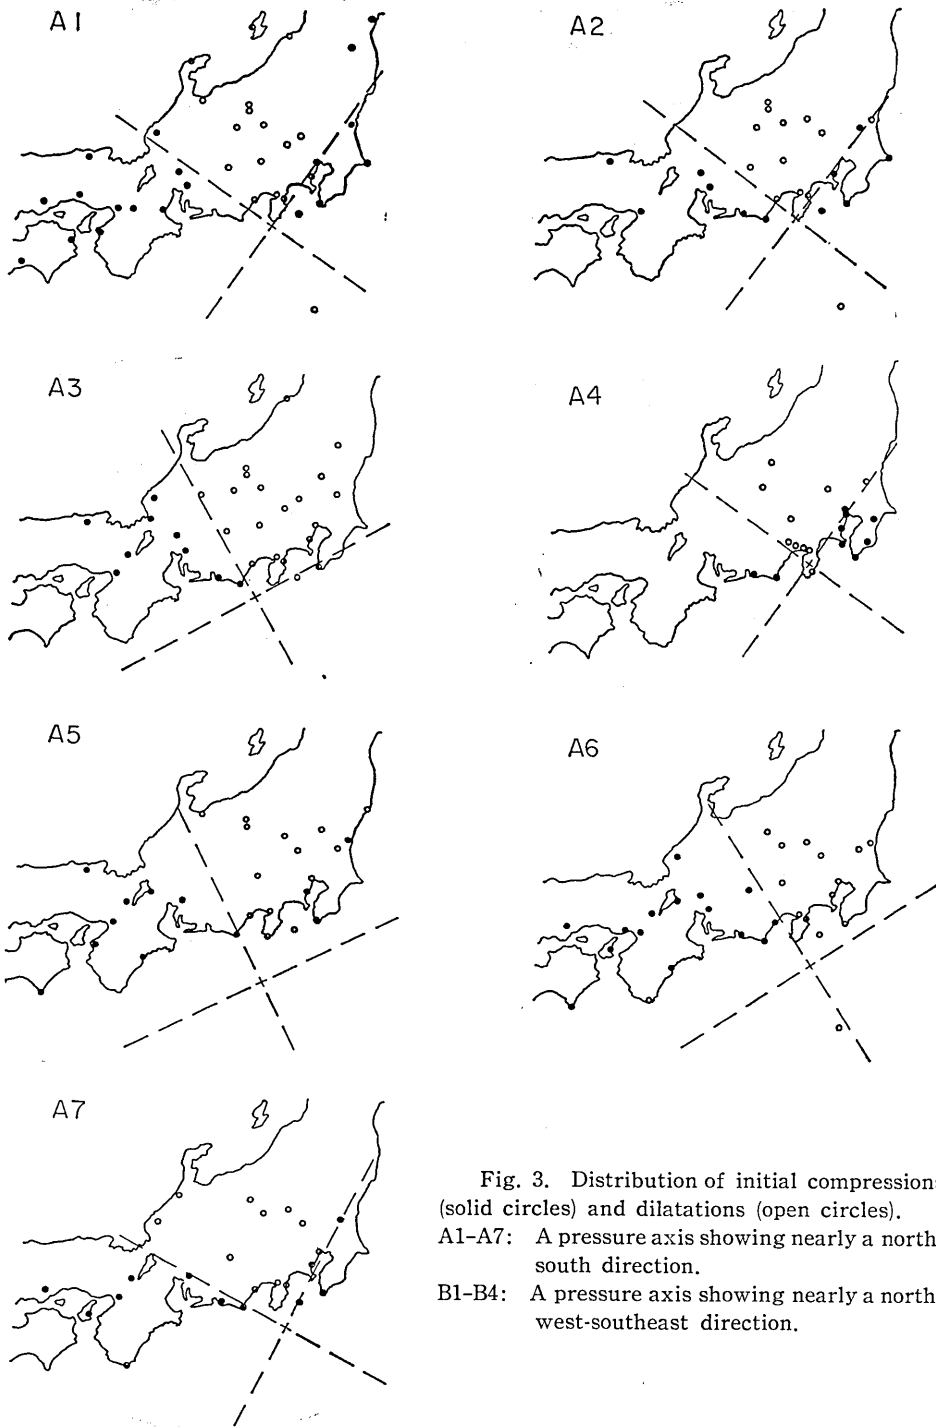 A1
A2
A3
A4
A5
A6
A7
Fig. 3. Distribution of initial compression
(solid circles) and dilatations (open circles).
A1-A7: A pressure axis showing nearly a north
south direction.
B1-B4: A pressure axis showing nearly a north
west-southeast direction.